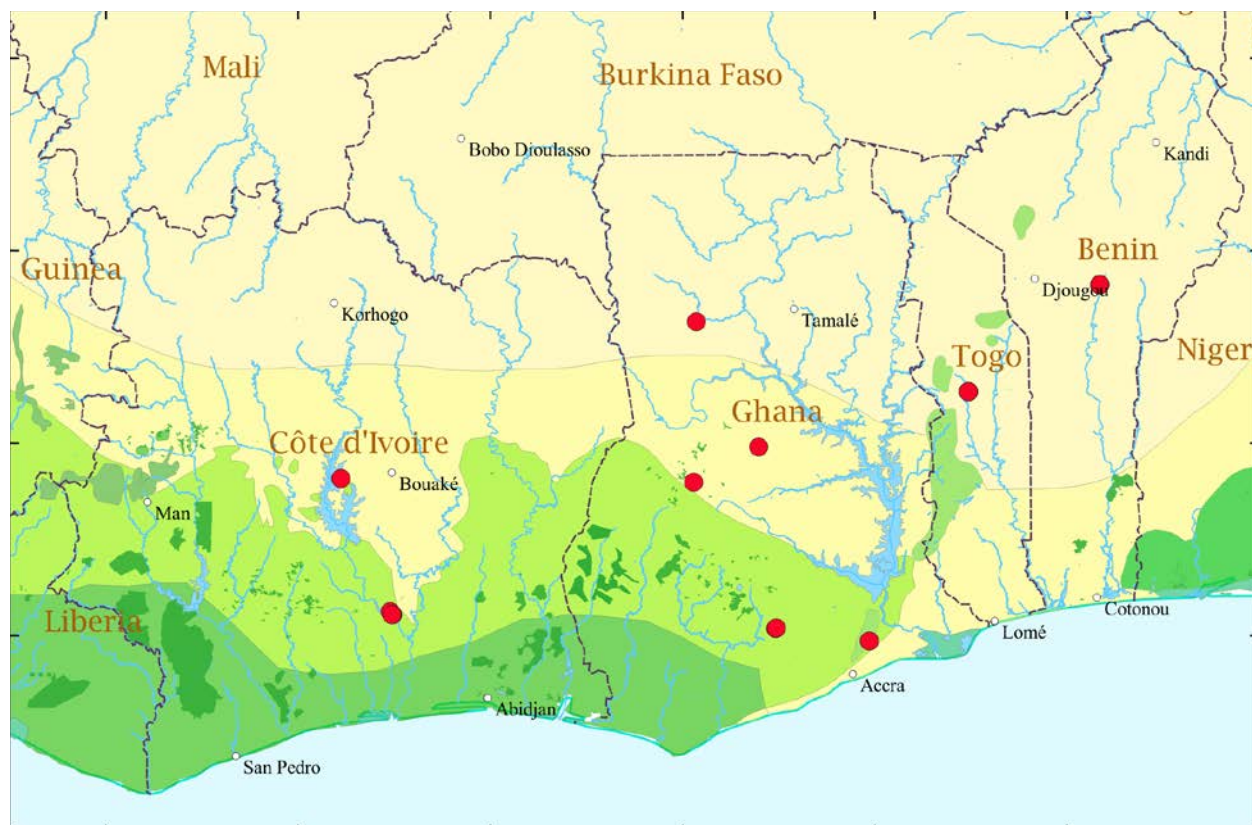 Mali
Burkina Faso
Bobo Dioulasso
Kandi
Benin
Guinea
Djougou
Korhogo
Tamalé
Togo
Niger
Ghana
Côte d'Ivoire
Bouaké
Man
Liberia
Cotonou
Lomé
Accra
Abidjan
San Pedro